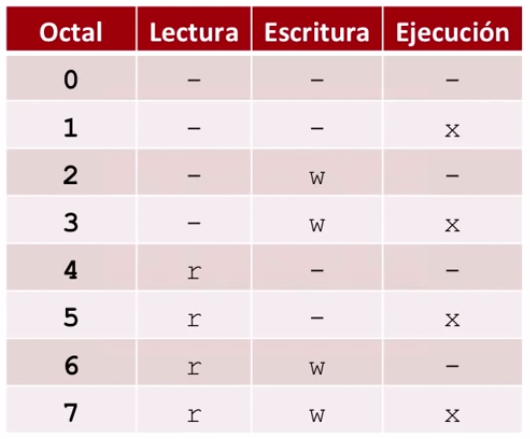 Octal Lectura Escritura Ejecución
0 - - -
1 - - x
2 - w -
3 - w x
4 r - -
5 r - x
6 r w -
7 r w x